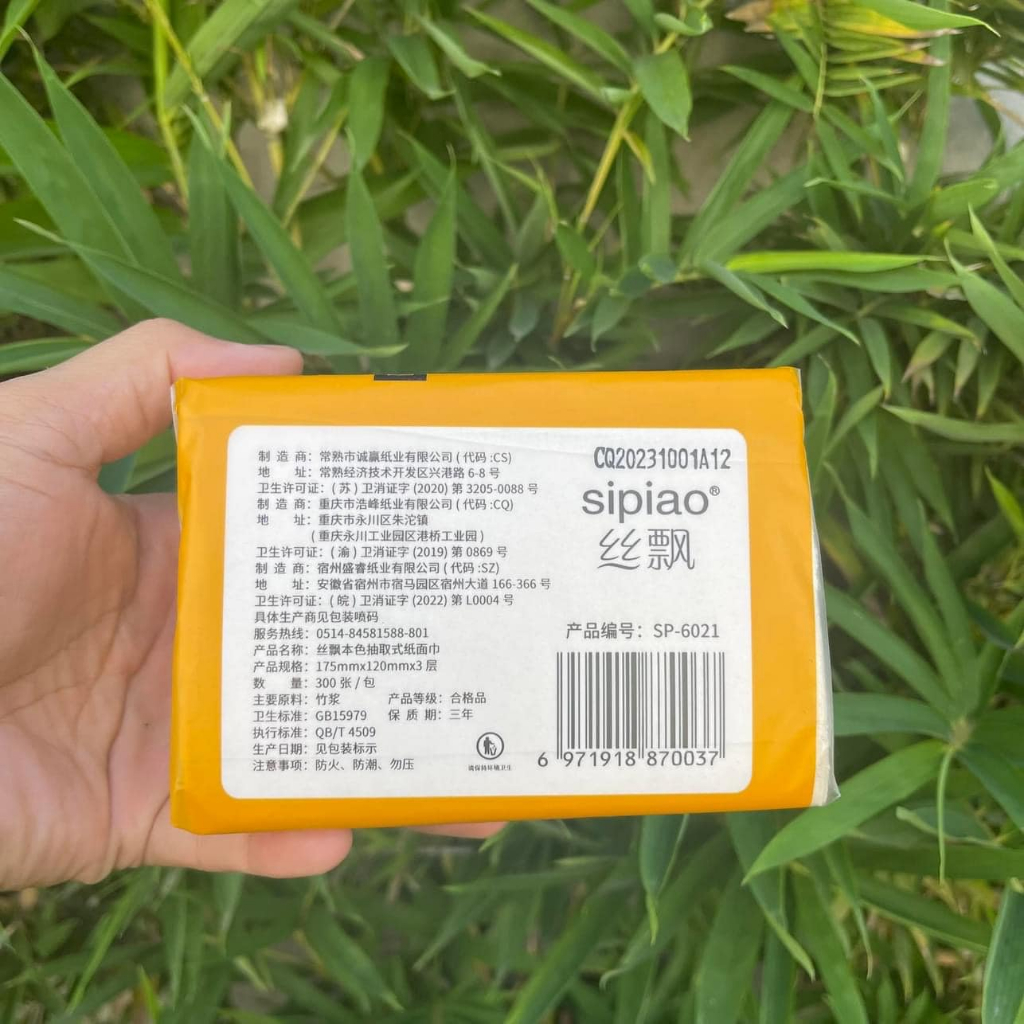 制 造 商：常熟市诚赢纸业有限公司 ( 代码 :CS)
地 址：常熟经济技术开发区兴港路 6-8 号
卫生许可证：( 苏 ) 卫消证字 (2020) 第 3205-0088 号
制 造 商：重庆市浩峰纸业有限公司 ( 代码 :CQ)
地 址：重庆市永川区朱沱镇
( 重庆永川工业园区港桥工业园 )
卫生许可证：( 渝 ) 卫消证字 (2019) 第 0869 号
制 造 商：宿州盛睿纸业有限公司 ( 代码 :SZ)
地 址：安徽省宿州市宿马园区宿州大道 166-366 号
卫生许可证：( 皖 ) 卫消证字 (2022) 第 L0004 号
具体生产商见包装喷码
服务热线：0514-84581588-801
产品名称：丝飘本色抽取式纸面巾
产品规格：175mmx120mmx3 层
数 量：300 张 / 包
主要原料：竹浆 产品等级：合格品
卫生标准：GB15979 保 质 期：三年
执行标准：QB/T 4509
生产日期：见包装标示
注意事项：防火、防潮、勿压
请保持环境卫生
CQ20231001A12
sipiao®
丝飘
产品编号：SP-6021
6 971918 870037